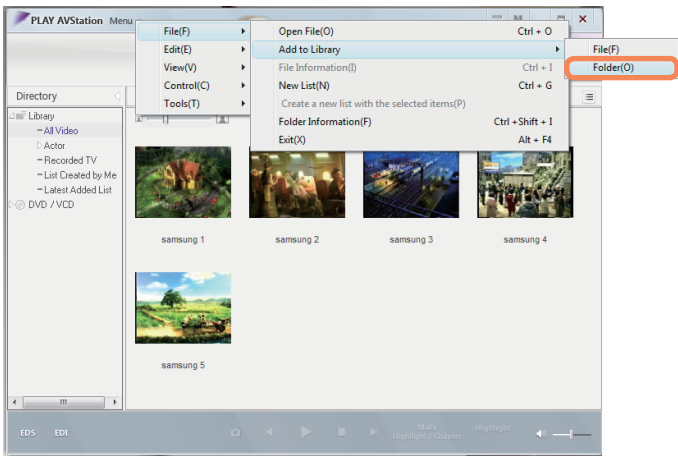 PLAY AVStation Menu
File(F)
Edit(E)
View(V)
Control(C)
Tools(T)
Open File(O) Ctrl + O
Add to Library
File Information(I) Ctrl + I
New List(N) Ctrl + G
Create a new list with the selected items(P)
Folder Information(F) Ctrl +Shift + I
Exit(X) Alt + F4
File(F)
Folder(O)
Directory
Library
All Video
Actor
Recorded TV
List Created by Me
Latest Added List
DVD / VCD
samsung 1
samsung 2
samsung 3
samsung 4
samsung 5
EDS EDI
Make
Highlight / Chapter
Highlight